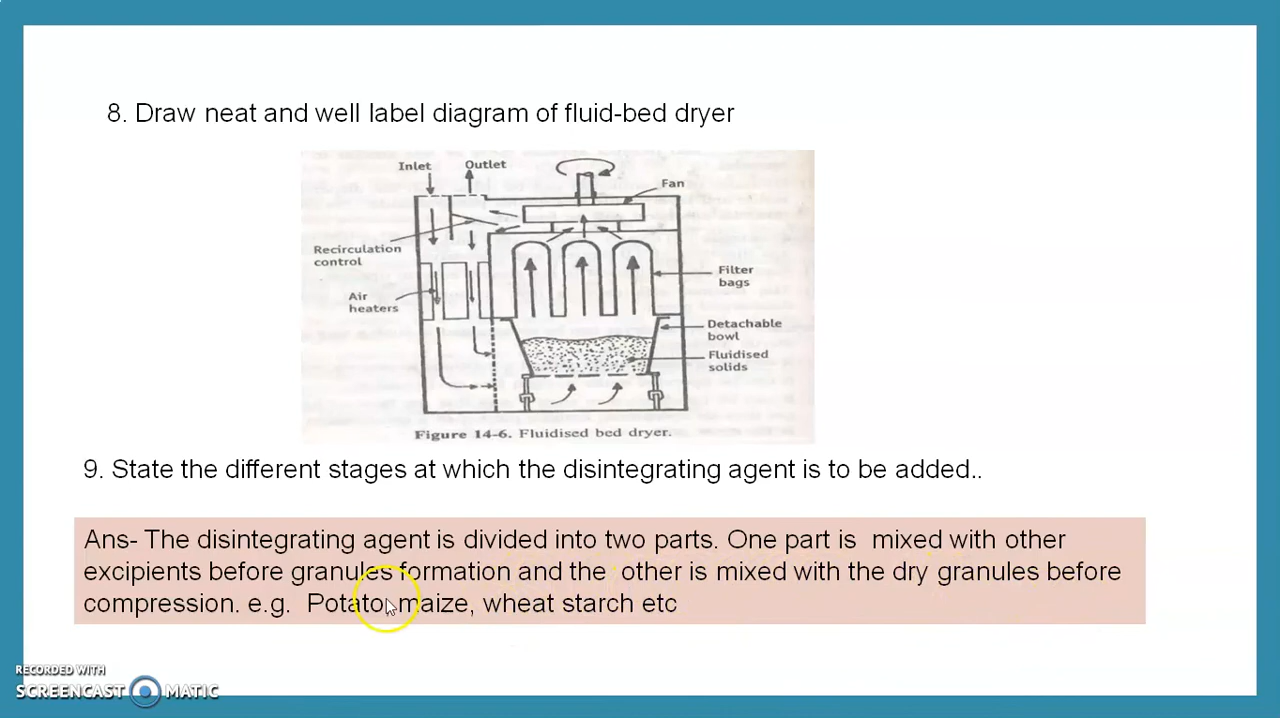 8. Draw neat and well label diagram of fluid-bed dryer
Inlet
Outlet
Fan
Recirculation
control
Filter
bags
Air
heaters
Detachable
bowl
Fluidised
solids
Figure 14-6. Fluidised bed dryer.
9. State the different stages at which the disintegrating agent is to be added..
Ans- The disintegrating agent is divided into two parts. One part is mixed with other
excipients before granules formation and the other is mixed with the dry granules before
compression. e.g. Potato, maize, wheat starch etc
RECORDED WITH
SCREENCAST MATIC